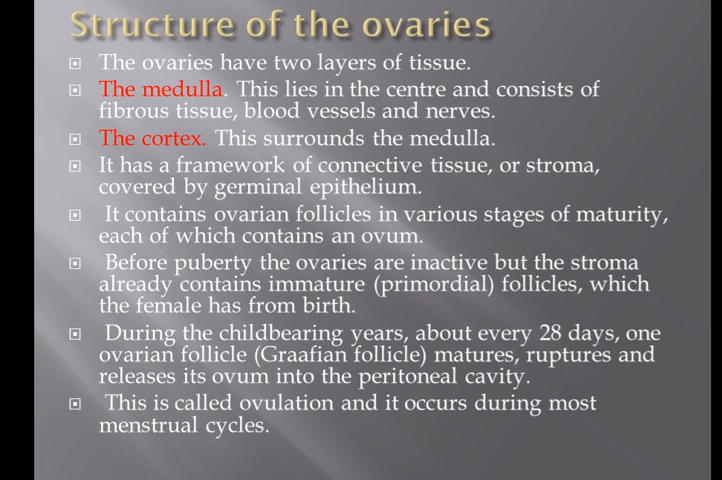 Structure of the ovaries
The ovaries have two layers of tissue.
The medulla. This lies in the centre and consists of
fibrous tissue, blood vessels and nerves.
The cortex. This surrounds the medulla.
It has a framework of connective tissue, or stroma,
covered by germinal epithelium.
It contains ovarian follicles in various stages of maturity,
each of which contains an ovum.
Before puberty the ovaries are inactive but the stroma
already contains immature (primordial) follicles, which
the female has from birth.
During the childbearing years, about every 28 days, one
ovarian follicle (Graafian follicle) matures, ruptures and
releases its ovum into the peritoneal cavity.
This is called ovulation and it occurs during most
menstrual cycles.